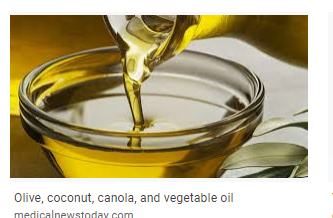 Olive, coconut, canola, and vegetable oil
medicalnewstoday.com